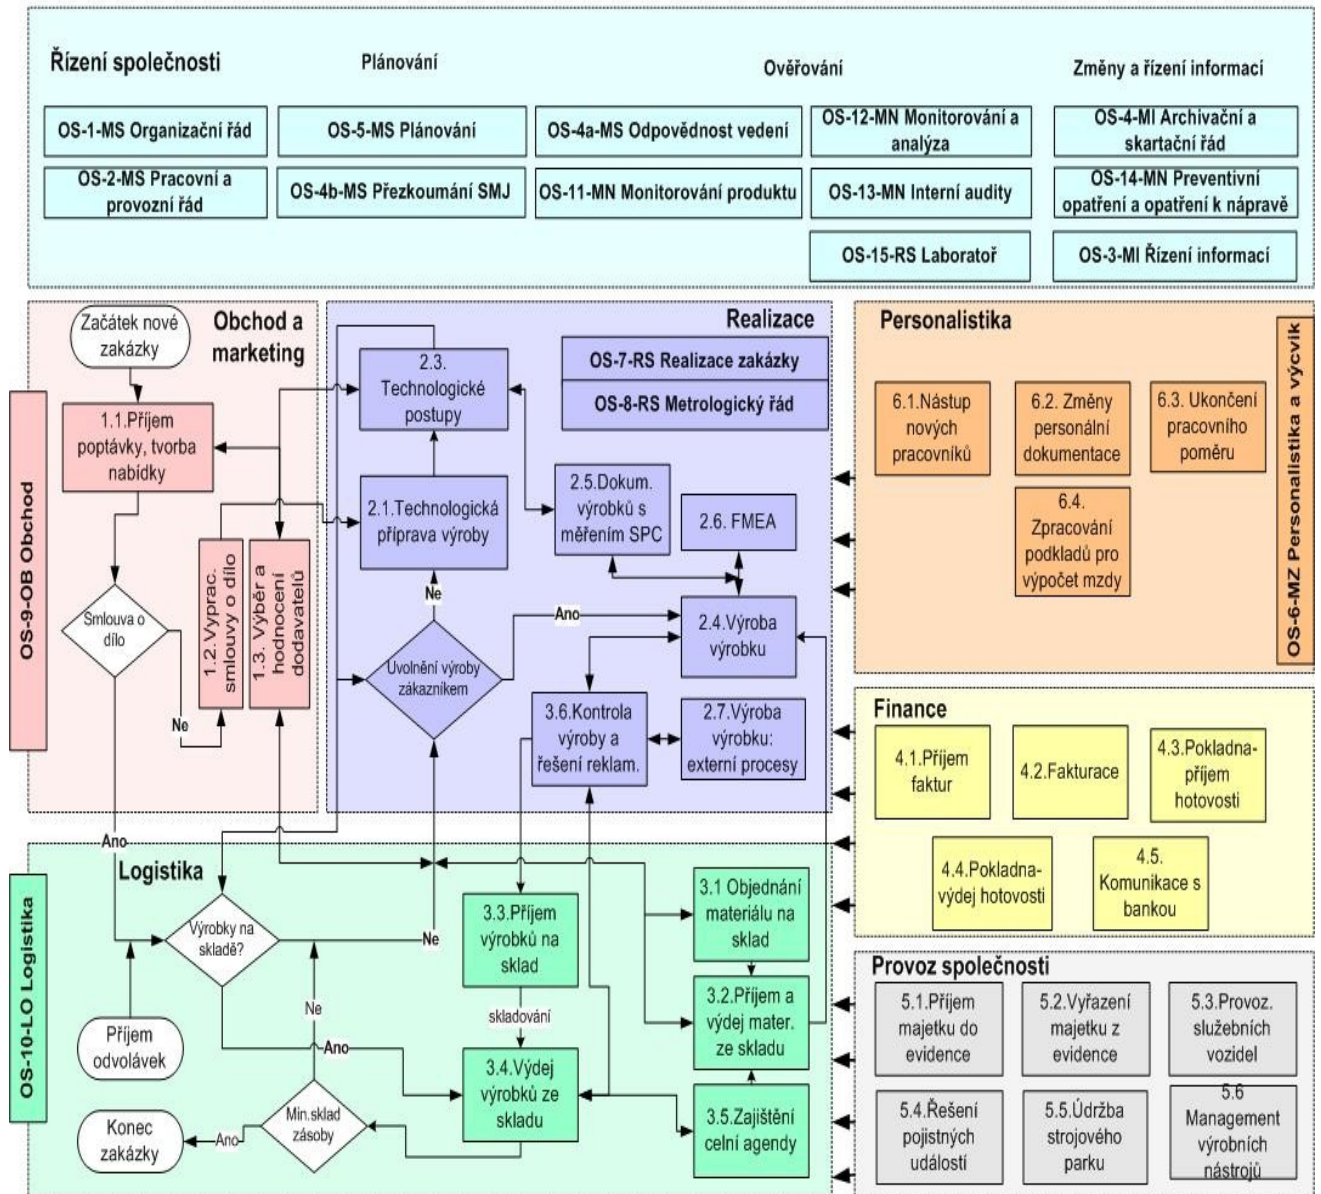 Řízení společnosti
Plánování
Ověřování
Změny a řízení informací
OS-1-MS Organizační řád
OS-2-MS Pracovní a
provozní řád
OS-5-MS Plánování
OS-4b-MS Přezkoumání SMJ
OS-4a-MS Odpovědnost vedení
OS-11-MN Monitorování produktu
OS-12-MN Monitorování a
analýza
OS-13-MN Interní audity
OS-15-RS Laboratoř
OS-4-MI Archivační a
skartační řád
OS-14-MN Preventivní
opatření a opatření k nápravě
OS-3-MI Řízení informací
OS-9-OB Obchod
Obchod a
marketing
Začátek nové
zakázky
1.1.Příjem
poptávky, tvorba
nabídky
Smlouva o
dílo
Ne
1.2.Vyprac.
smlouvy o dílo
1.3. Výběr a
hodnocení
dodavatelů
Ano
Realizace
OS-7-RS Realizace zakázky
OS-8-RS Metrologický řád
2.3.
Technologické
postupy
2.1.Technologická
příprava výroby
2.5.Dokum.
výrobků s
měřením SPC
2.6. FMEA
Ne
Ano
Uvolnění výroby
zákazníkem
2.4.Výroba
výrobku
3.6.Kontrola
výroby a
řešení reklam.
2.7.Výroba
výrobku:
externí procesy
Personalistika
OS-6-MZ Personalistika a výcvik
6.1.Nástup
nových
pracovníků
6.2. Změny
personální
dokumentace
6.3. Ukončení
pracovního
poměru
6.4.
Zpracování
podkladů pro
výpočet mzdy
Finance
4.1.Příjem
faktur
4.2.Fakturace
4.3.Pokladna-
příjem
hotovosti
4.4.Pokladna-
výdej hotovosti
4.5.
Komunikace s
bankou
OS-10-LO Logistika
Logistika
Výrobky na
skladě?
Ne
Příjem
odvolávek
Ne
Ano
Konec
zakázky
Ano
Min.sklad
zásoby
3.3.Příjem
výrobků na
sklad
skladování
3.4.Výdej
výrobků ze
skladu
3.1 Objednání
materiálu na
sklad
3.2.Příjem a
výdej mater.
ze skladu
3.5.Zajištění
celní agendy
Provoz společnosti
5.1.Příjem
majetku do
evidence
5.2.Vyřazení
majetku z
evidence
5.3.Provoz.
služebních
vozidel
5.4.Řešení
pojistných
událostí
5.5.Údržba
strojového
parku
5.6
Management
výrobních
nástrojů